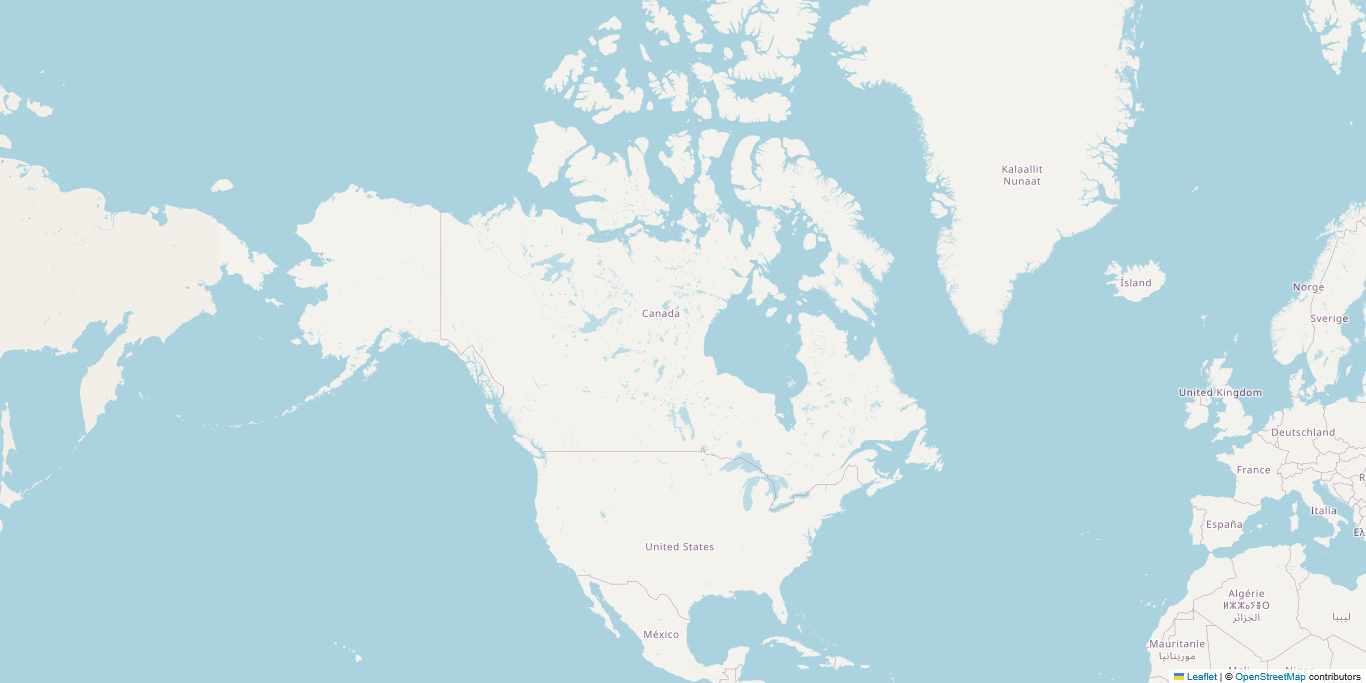 Kalaallit
Nunaat
Ísland
Norge
Canada
Sverige
United Kingdom
Deutschland
France
Italia
España
United States
Algérie
ⵍⵣⵣⴰⵢⴻⵔ
الجزائر
ليبيا
México
Mauritanie
موريتانيا
Leaflet | © OpenStreetMap contributors